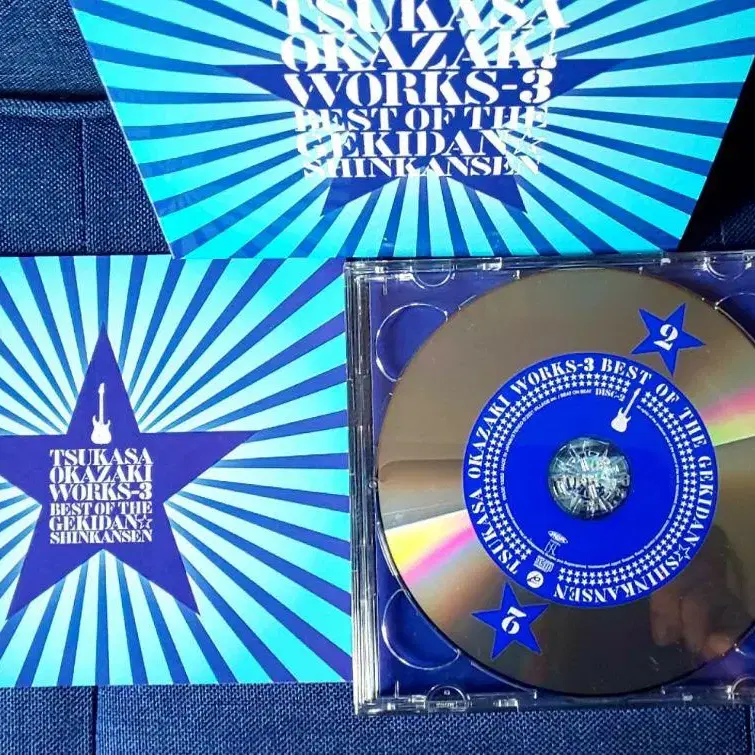 TSUKASA
OKAZAKI
WORKS-3
BEST OF THE
GEKIDAN☆
SHINKANSEN
TSUKASA
OKAZAKI
WORKS-3
BEST OF THE
GEKIDAN☆
SHINKANSEN
2
TSUKASA OKAZAKI WORKS-3 BEST OF THE GEKIDAN☆SHINKANSEN
DISC-2
2